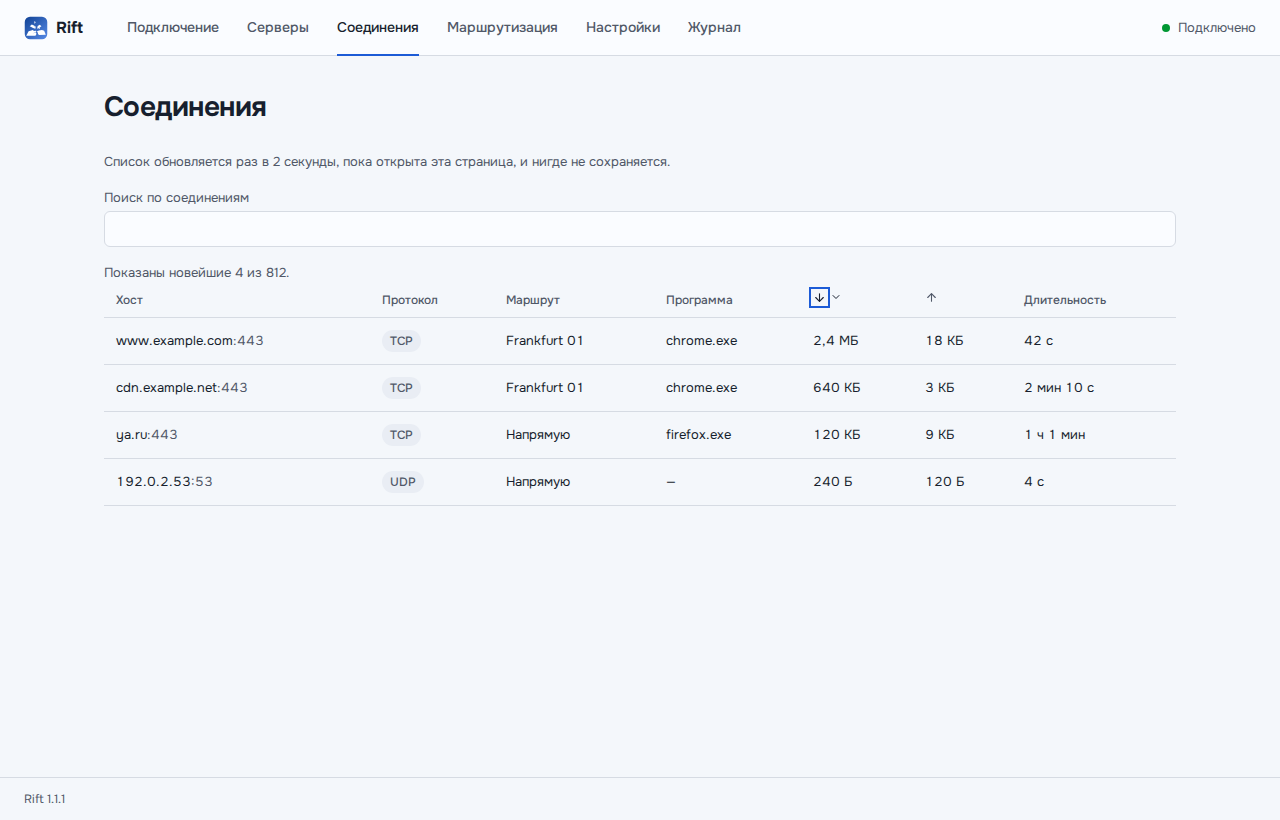 Rift Подключение Серверы Соединения Маршрутизация Настройки Журнал Подключено
Соединения
Список обновляется раз в 2 секунды, пока открыта эта страница, и нигде не сохраняется.
Поиск по соединениям
Показаны новейшие 4 из 812.
Хост Протокол Маршрут Программа ↓ ↑ Длительность
www.example.com:443 TCP Frankfurt 01 chrome.exe 2,4 МБ 18 КБ 42 с
cdn.example.net:443 TCP Frankfurt 01 chrome.exe 640 КБ 3 КБ 2 мин 10 с
ya.ru:443 TCP Напрямую firefox.exe 120 КБ 9 КБ 1 ч 1 мин
192.0.2.53:53 UDP Напрямую — 240 Б 120 Б 4 с
Rift 1.1.1